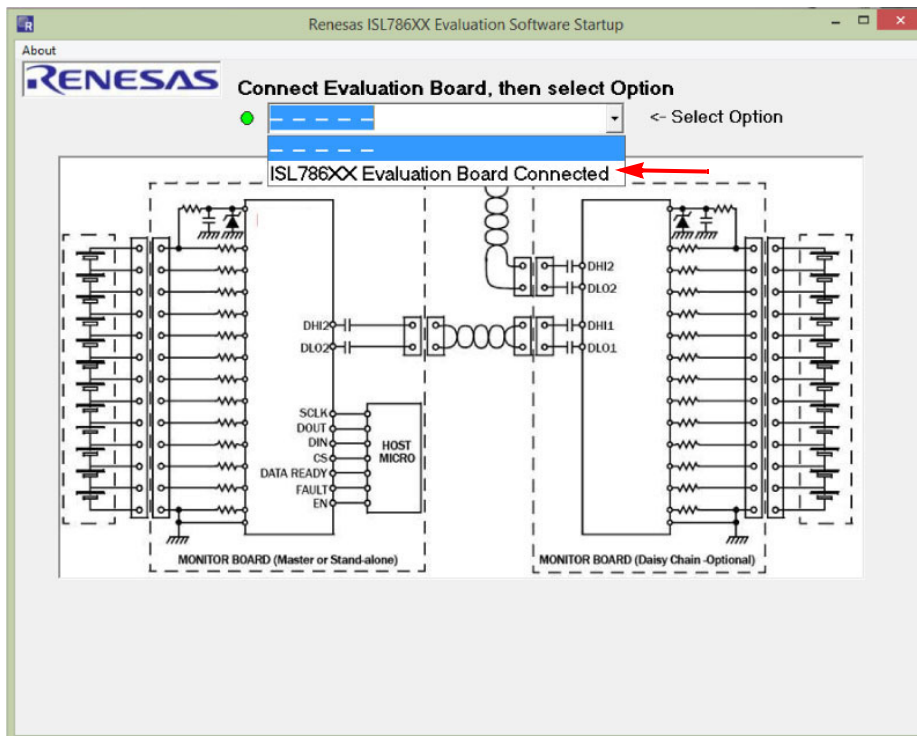 Renesas ISL786XX Evaluation Software Startup
About
RENESAS
Connect Evaluation Board, then select Option
– – – – –
<- Select Option
– – – – –
ISL786XX Evaluation Board Connected
DHI2
DLO2
SCLK
DOUT
DIN
CS
DATA READY
FAULT
EN
HOST
MICRO
MONITOR BOARD (Master or Stand-alone)
DHI2
DLO2
DHI1
DLO1
MONITOR BOARD (Daisy Chain -Optional)